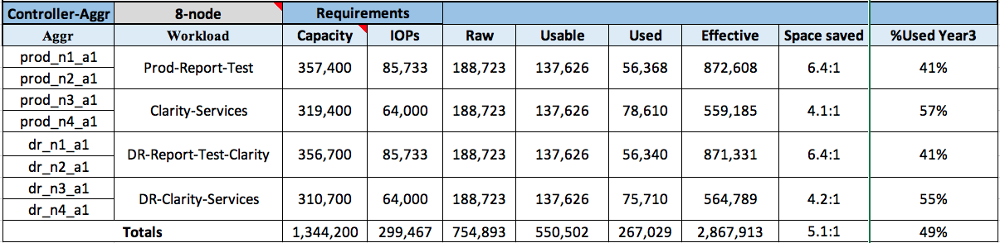 Controller-Aggr 8-node Requirements
Aggr Workload Capacity IOPs Raw Usable Used Effective Space saved %Used Year3
prod_n1_a1
Prod-Report-Test 357,400 85,733 188,723 137,626 56,368 872,608 6.4:1 41%
prod_n2_a1
prod_n3_a1
Clarity-Services 319,400 64,000 188,723 137,626 78,610 559,185 4.1:1 57%
prod_n4_a1
dr_n1_a1
DR-Report-Test-Clarity 356,700 85,733 188,723 137,626 56,340 871,331 6.4:1 41%
dr_n2_a1
dr_n3_a1
DR-Clarity-Services 310,700 64,000 188,723 137,626 75,710 564,789 4.2:1 55%
dr_n4_a1
Totals 1,344,200 299,467 754,893 550,502 267,029 2,867,913 5.1:1 49%